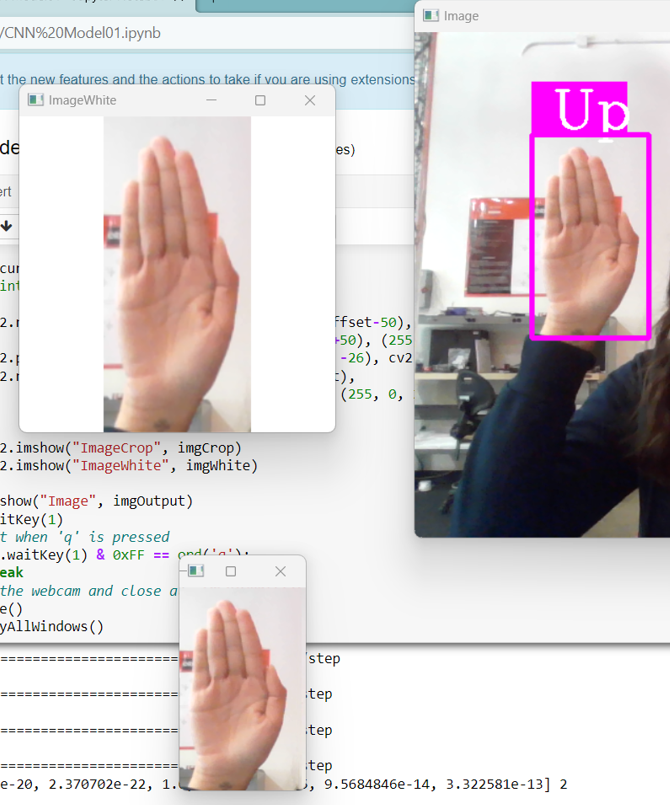 /CNN%20Model01.ipynb
t the new features and the actions to take if you are using extensions
Image
ImageWhite
Up
de
es)
ert
cur
int
2.r
ffset-50),
+50), (255
2.p
-26), cv2
2.r
t),
(255, 0,
2.imshow("ImageCrop", imgCrop)
2.imshow("ImageWhite", imgWhite)
show("Image", imgOutput)
itKey(1)
t when 'q' is pressed
.waitKey(1) & 0xFF == ord('q'):
eak
the webcam and close a
e()
yAllWindows()
==================== /step
==================== step
==================== step
==================== step
e-20, 2.370702e-22, 1. 9.5684846e-14, 3.322581e-13] 2